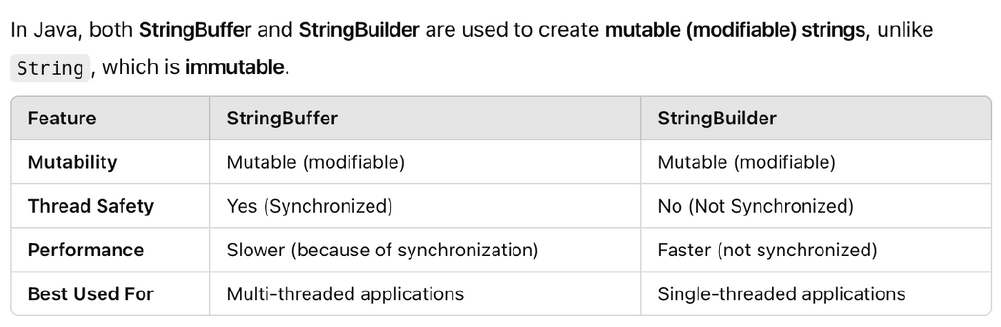 In Java, both StringBuffer and StringBuilder are used to create mutable (modifiable) strings, unlike
String, which is immutable.
Feature StringBuffer StringBuilder
Mutability Mutable (modifiable) Mutable (modifiable)
Thread Safety Yes (Synchronized) No (Not Synchronized)
Performance Slower (because of synchronization) Faster (not synchronized)
Best Used For Multi-threaded applications Single-threaded applications